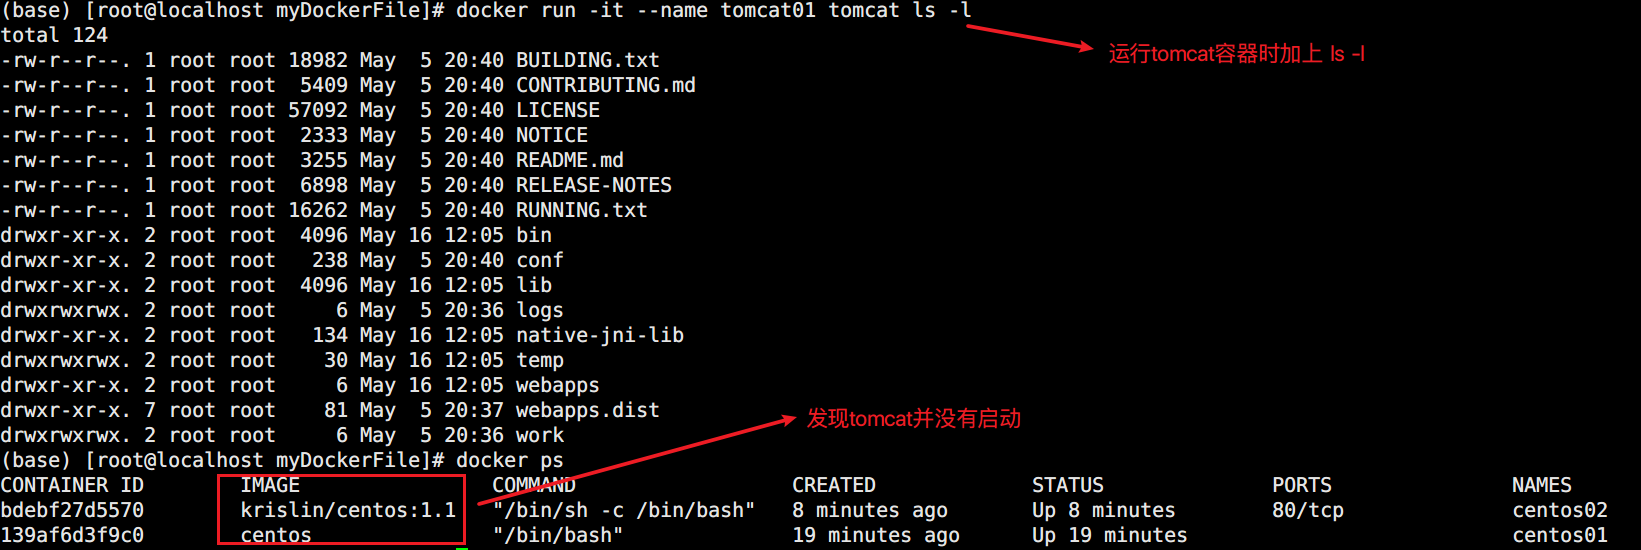 (base) [root@localhost myDockerFile]# docker run -it --name tomcat01 tomcat ls -l
total 124
运行tomcat容器时加上 ls -l
-rw-r--r--. 1 root root 18982 May  5 20:40 BUILDING.txt
-rw-r--r--. 1 root root  5409 May  5 20:40 CONTRIBUTING.md
-rw-r--r--. 1 root root 57092 May  5 20:40 LICENSE
-rw-r--r--. 1 root root  2333 May  5 20:40 NOTICE
-rw-r--r--. 1 root root  3255 May  5 20:40 README.md
-rw-r--r--. 1 root root  6898 May  5 20:40 RELEASE-NOTES
-rw-r--r--. 1 root root 16262 May  5 20:40 RUNNING.txt
drwxr-xr-x. 2 root root  4096 May 16 12:05 bin
drwxr-xr-x. 2 root root   238 May  5 20:40 conf
drwxr-xr-x. 2 root root  4096 May 16 12:05 lib
drwxrwxrwx. 2 root root     6 May  5 20:36 logs
drwxr-xr-x. 2 root root   134 May 16 12:05 native-jni-lib
drwxrwxrwx. 2 root root    30 May 16 12:05 temp
drwxr-xr-x. 2 root root     6 May 16 12:05 webapps
drwxr-xr-x. 7 root root    81 May  5 20:37 webapps.dist
发现tomcat并没有启动
drwxrwxrwx. 2 root root     6 May  5 20:36 work
(base) [root@localhost myDockerFile]# docker ps
CONTAINER ID        IMAGE               COMMAND                  CREATED             STATUS              PORTS               NAMES
bdebf27d5570        krislin/centos:1.1   "/bin/sh -c /bin/bash"   8 minutes ago       Up 8 minutes        80/tcp              centos02
139af6d3f9c0        centos              "/bin/bash"              19 minutes ago      Up 19 minutes                           centos01